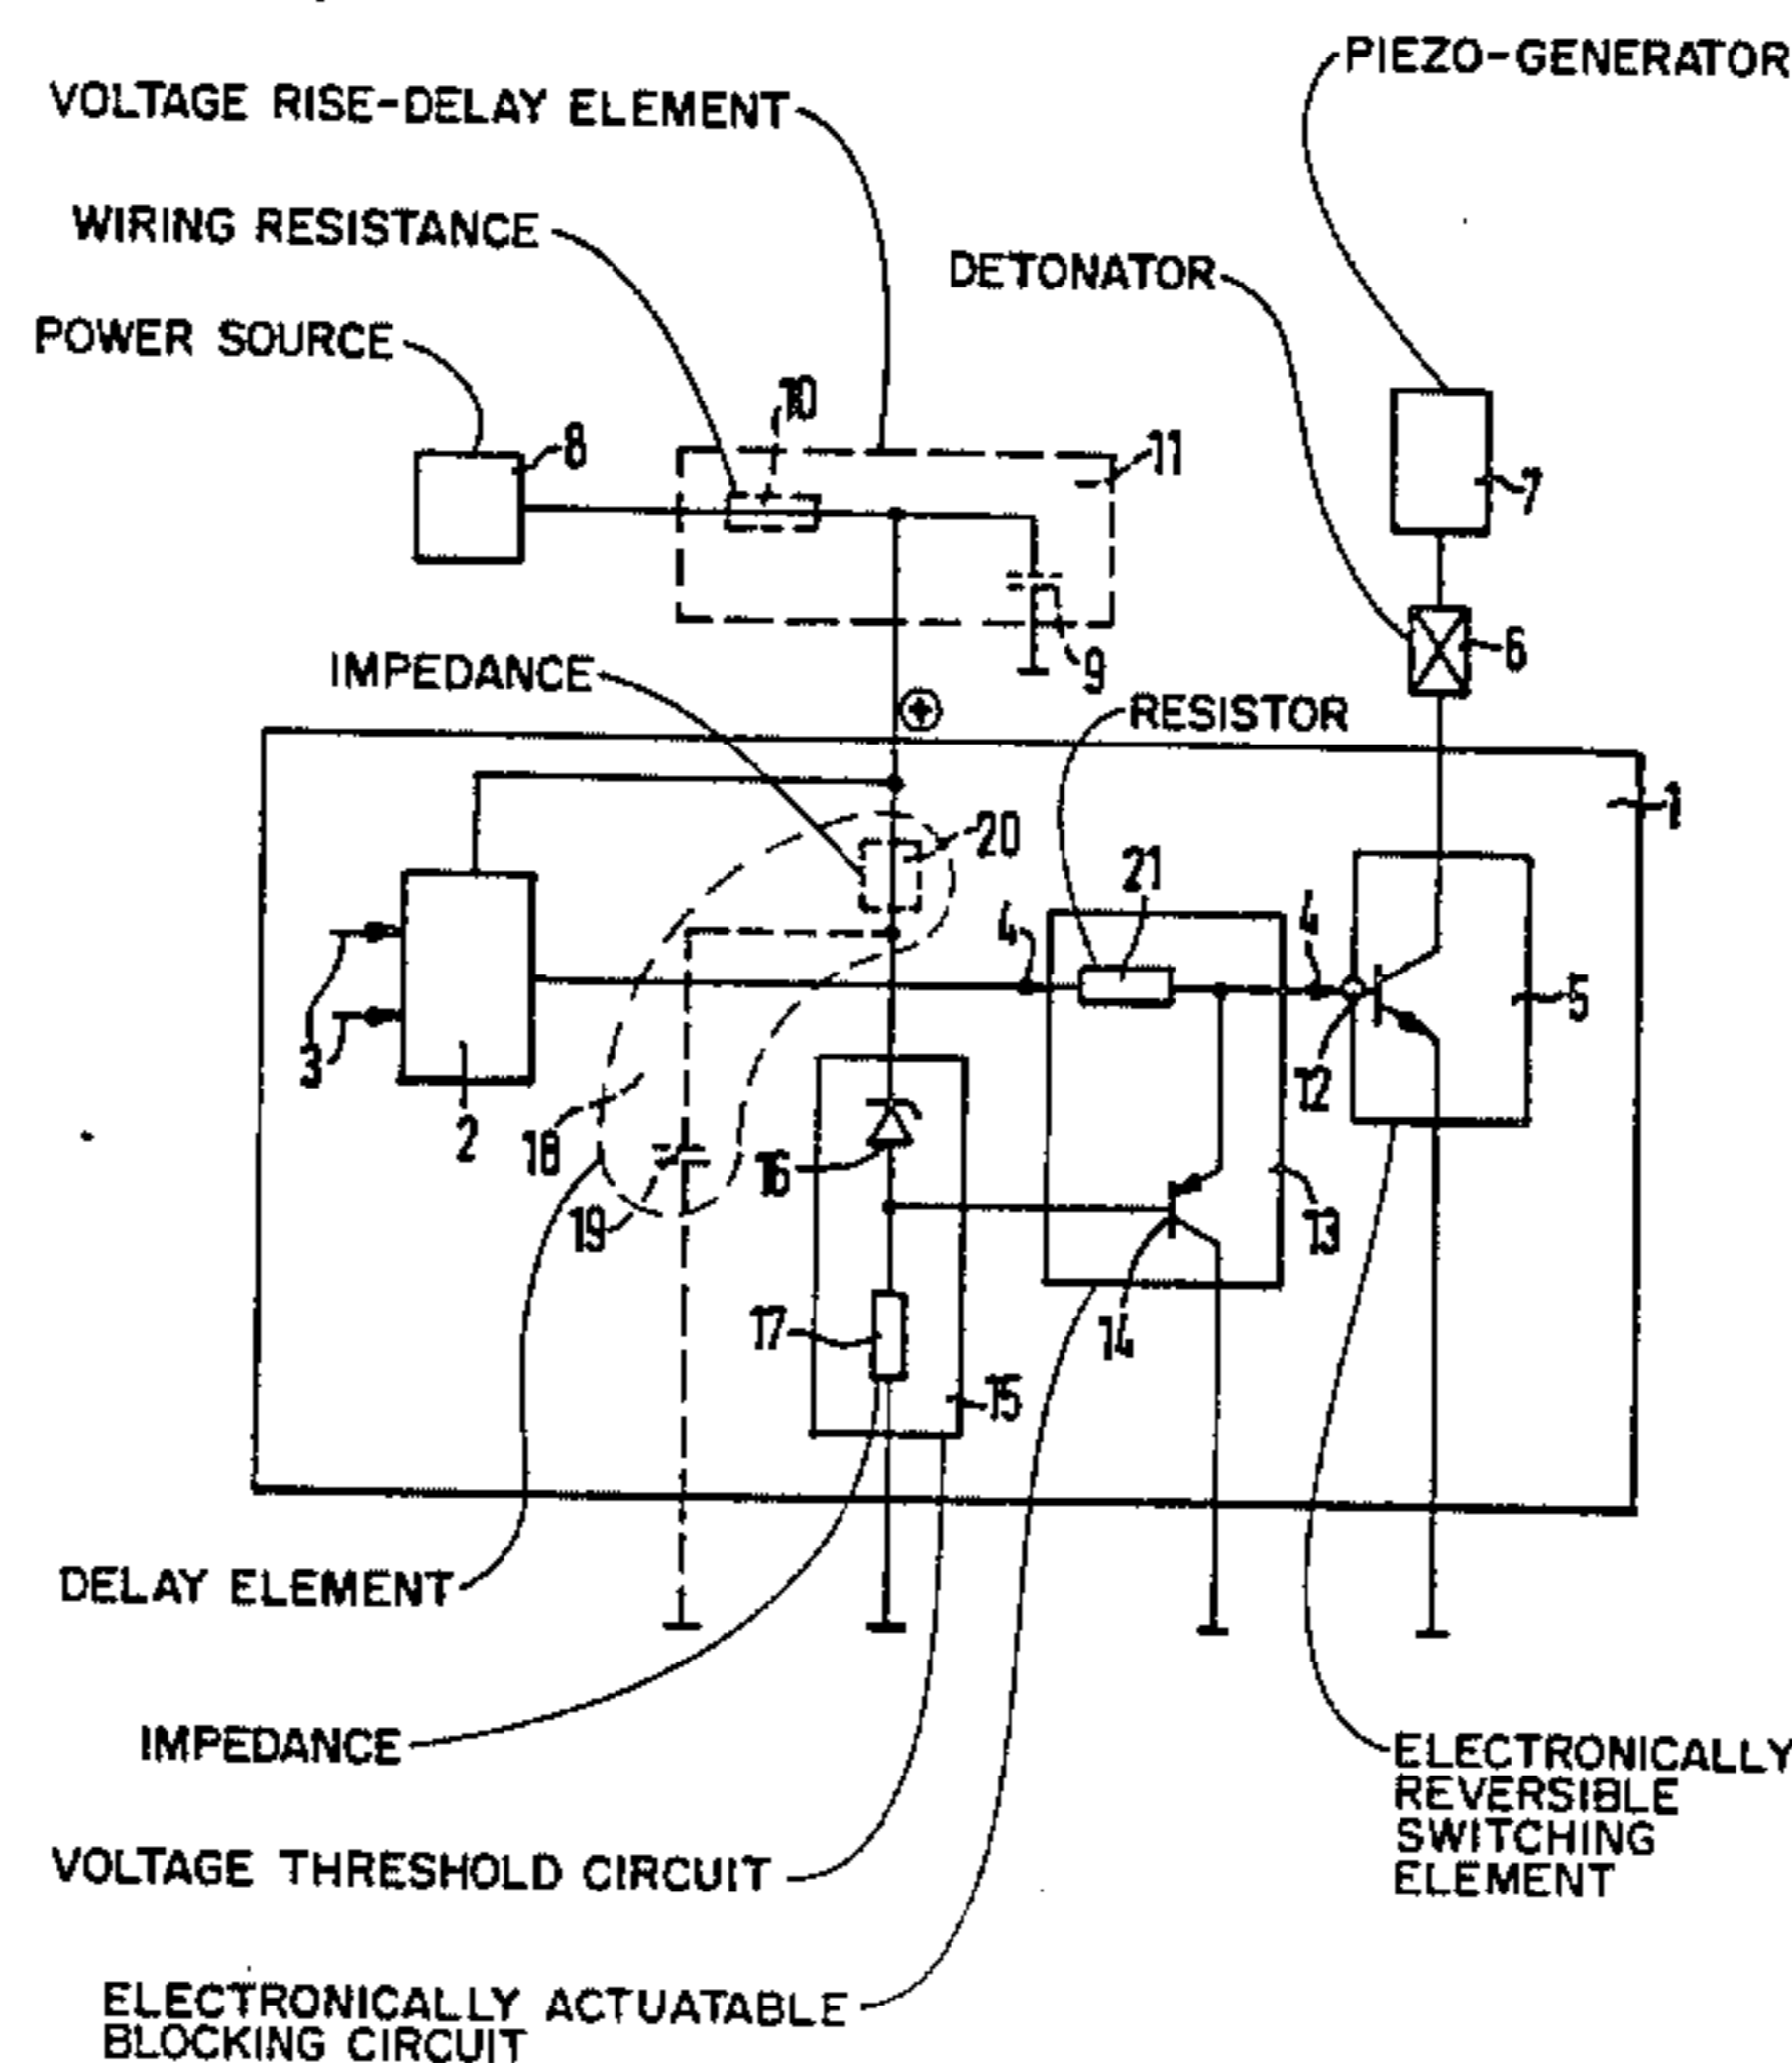 PIEZO-GENERATOR
VOLTAGE RISE-DELAY ELEMENT
WIRING RESISTANCE
DETONATOR
POWER SOURCE
10
8
11
7
6
IMPEDANCE
9
RESISTOR
1
20
21
4
4
5
3
12
2
18
16
19
13
17
14
15
DELAY ELEMENT
IMPEDANCE
ELECTRONICALLY
REVERSIBLE
SWITCHING
ELEMENT
VOLTAGE THRESHOLD CIRCUIT
ELECTRONICALLY ACTUATABLE
BLOCKING CIRCUIT